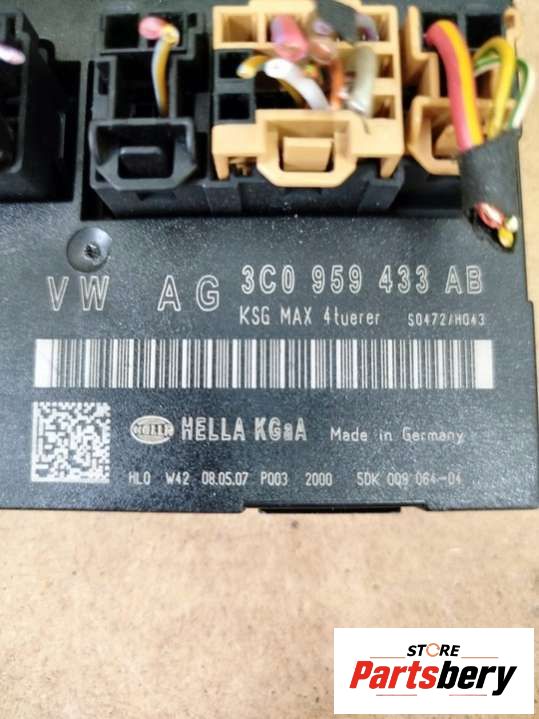 VW AG 3C0 959 433 AB
KSG MAX 4tuerer S0472/H043
HELLA HELLA KGaA Made in Germany
HLO W42 08.05.07 P003 2000 5DK 009 064-04
STORE
Partsbery